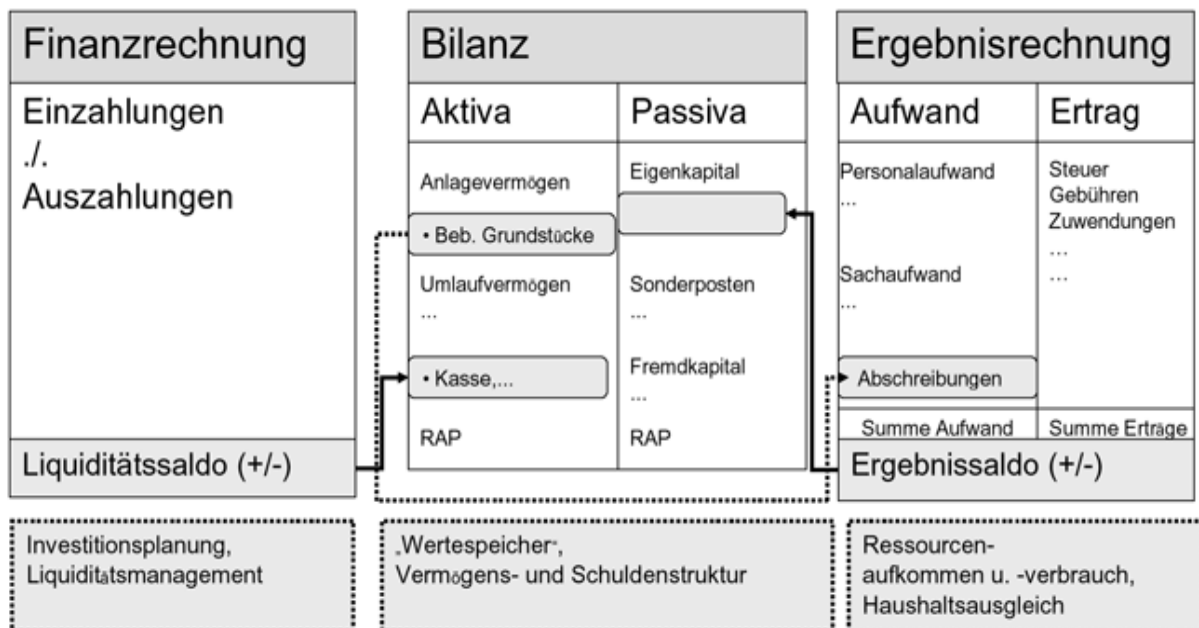 Finanzrechnung
Einzahlungen
./.
Auszahlungen
Liquiditätssaldo (+/-)
Investitionsplanung,
Liquiditätsmanagement
Bilanz
Aktiva
Anlagevermögen
• Beb. Grundstücke
Umlaufvermögen
...
• Kasse,...
RAP
Passiva
Eigenkapital
Sonderposten
...
Fremdkapital
...
RAP
„Wertespeicher“,
Vermögens- und Schuldenstruktur
Ergebnisrechnung
Aufwand
Personalaufwand
...
Sachaufwand
...
Abschreibungen
Summe Aufwand
Ertrag
Steuer
Gebühren
Zuwendungen
...
...
Summe Erträge
Ergebnissaldo (+/-)
Ressourcen-
aufkommen u. -verbrauch,
Haushaltsausgleich